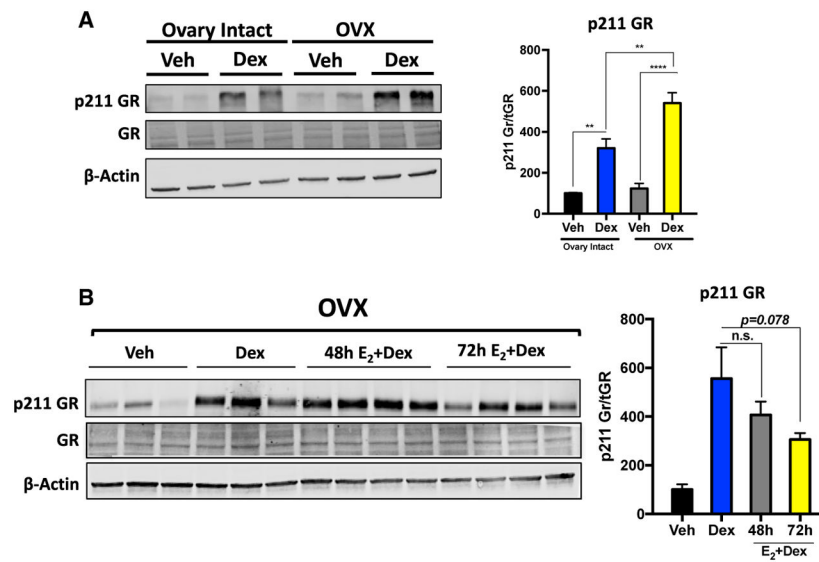 A
Ovary Intact OVX
Veh Dex Veh Dex
p211 GR
GR
β-Actin
p211 GR
p211 Gr/tGR
800
600
400
200
0
**
****
**
Veh Dex Veh Dex
Ovary Intact OVX
B
OVX
Veh Dex 48h E₂+Dex 72h E₂+Dex
p211 GR
GR
β-Actin
p211 GR
p211 Gr/tGR
800
600
400
200
0
p=0.078
n.s.
Veh Dex 48h 72h
E₂+Dex